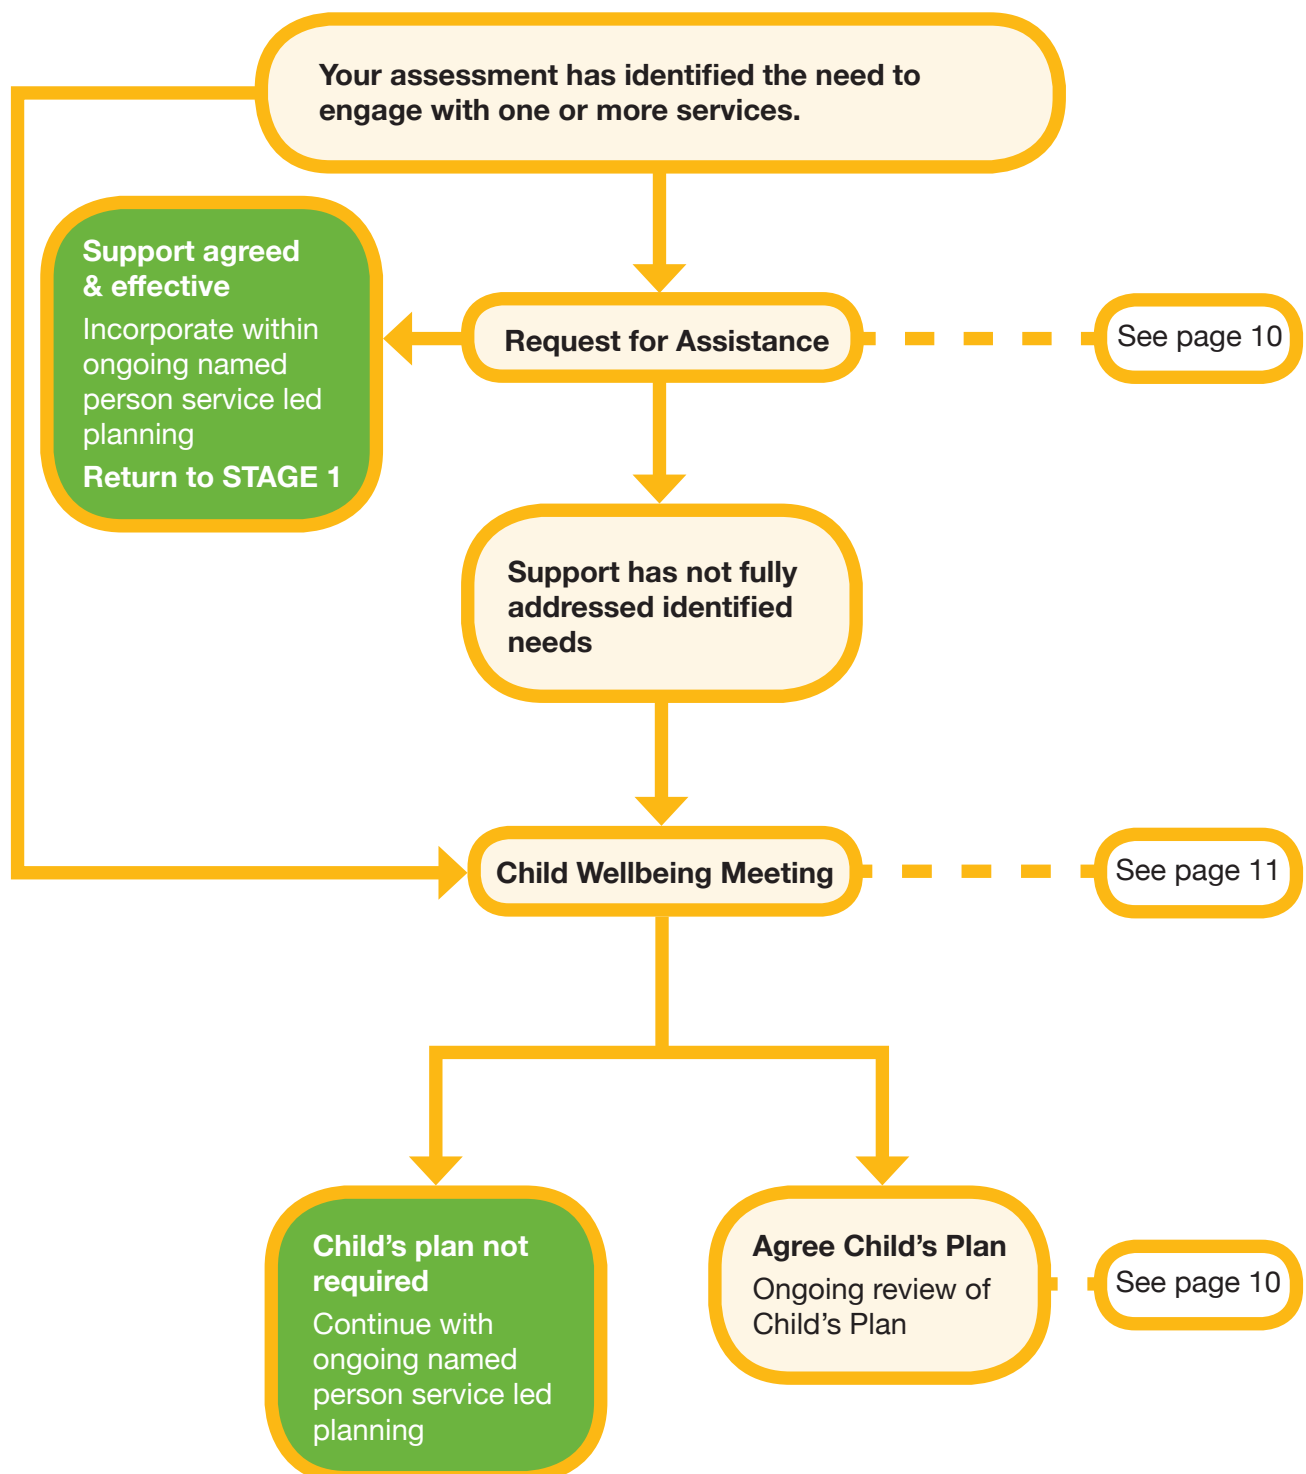 Your assessment has identified the need to
engage with one or more services.
Support agreed
& effective
Incorporate within
ongoing named
person service led
planning
Return to STAGE 1
Request for Assistance
See page 10
Support has not fully
addressed identified
needs
Child Wellbeing Meeting
See page 11
Child’s plan not
required
Continue with
ongoing named
person service led
planning
Agree Child’s Plan
Ongoing review of
Child’s Plan
See page 10